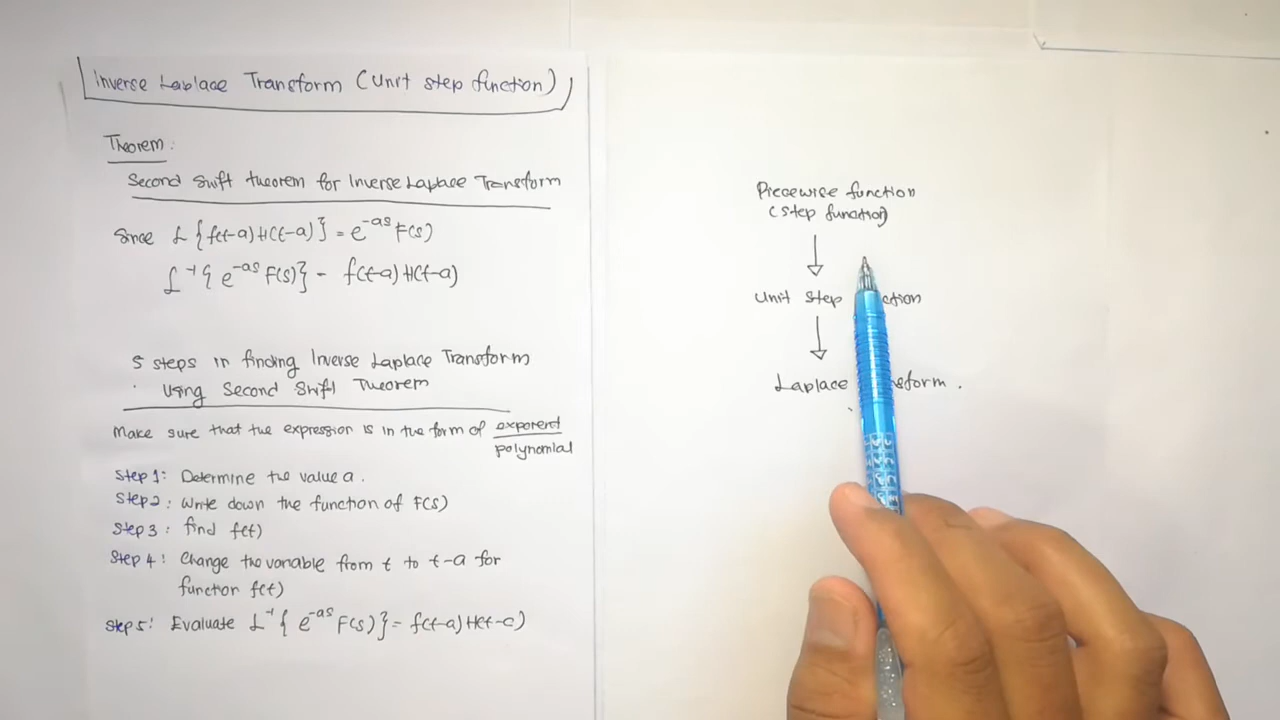 Inverse Laplace Transform (Unit step function)
Theorem:
Second Shift theorem for Inverse Laplace Transform
Since ℒ{f(t-a)H(t-a)} = e^-as F(s)
ℒ^-1{e^-as F(s)} = f(t-a)H(t-a)
5 steps in finding Inverse Laplace Transform
Using Second Shift Theorem
Make sure that the expression is in the form of exponent
polynomial
Step 1: Determine the value a.
Step 2: Write down the function of F(s)
Step 3: find f(t)
Step 4: Change the variable from t to t-a for
function f(t)
Step 5: Evaluate ℒ^-1{e^-as F(s)} = f(t-a)H(t-a)
Piecewise function
(Step function)
Unit Step
Laplace